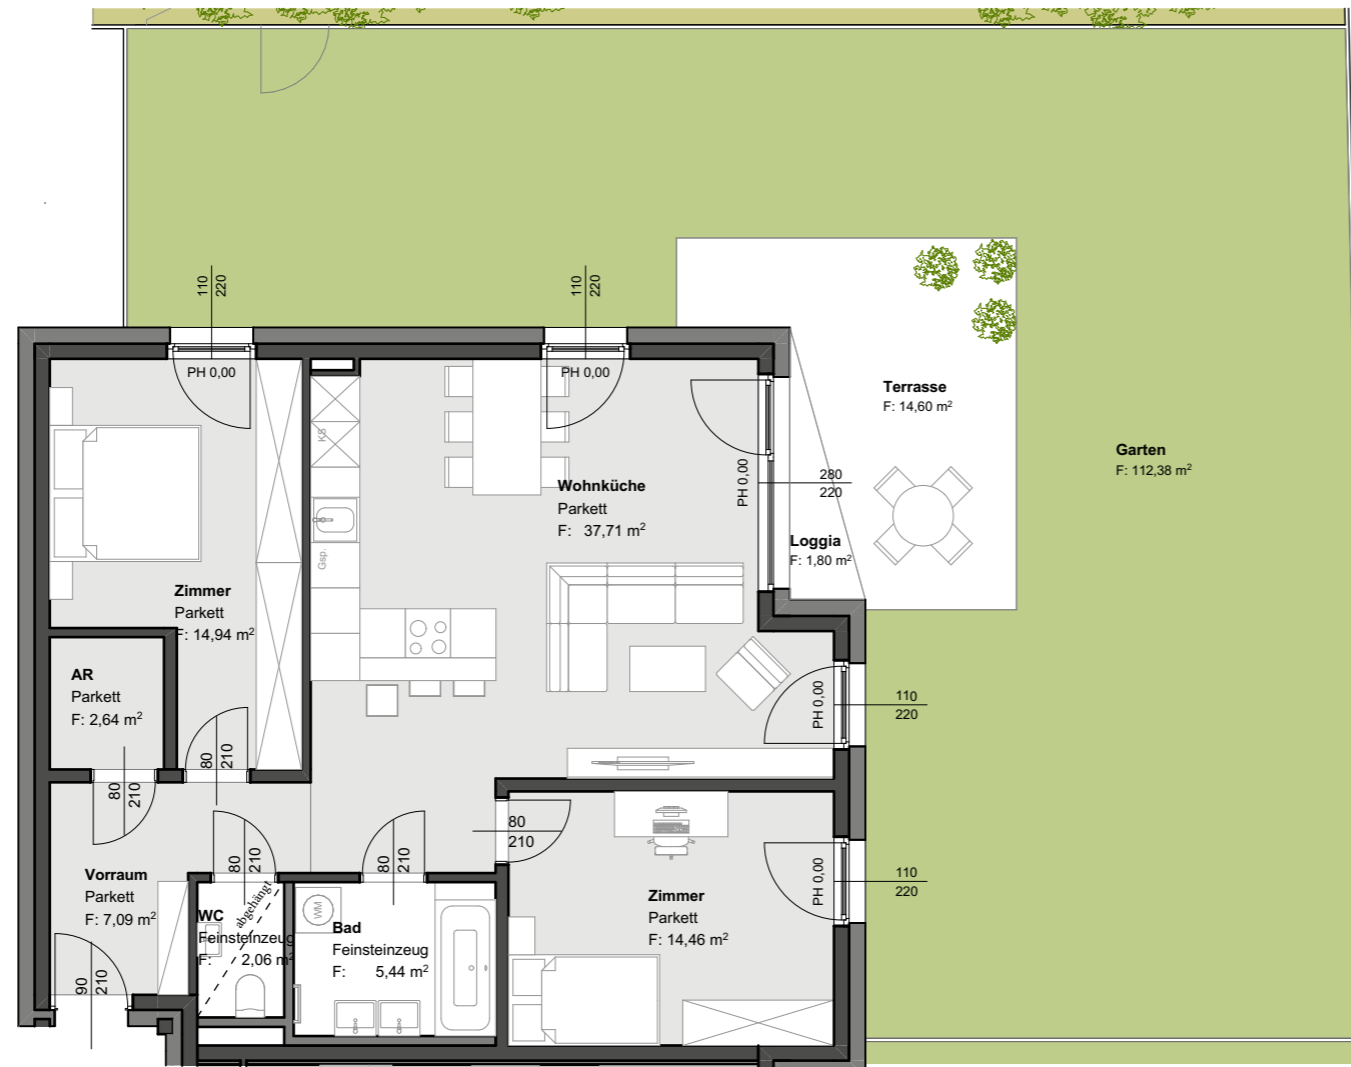 110
220
110
220
PH 0,00
PH 0,00
Terrasse
F: 14,60 m²
KS
Garten
F: 112,38 m²
PH 0,00
280
220
Wohnküche
Parkett
F: 37,71 m²
Gsp.
Loggia
F: 1,80 m²
Zimmer
Parkett
F: 14,94 m²
AR
Parkett
F: 2,64 m²
PH 0,00
110
220
80
210
80
210
80
210
80
210
80
210
Vorraum
Parkett
F: 7,09 m²
PH 0,00
110
220
abgehängt
WC
Feinsteinzeug
F: 2,06 m²
WM
Bad
Feinsteinzeug
F: 5,44 m²
Zimmer
Parkett
F: 14,46 m²
90
210